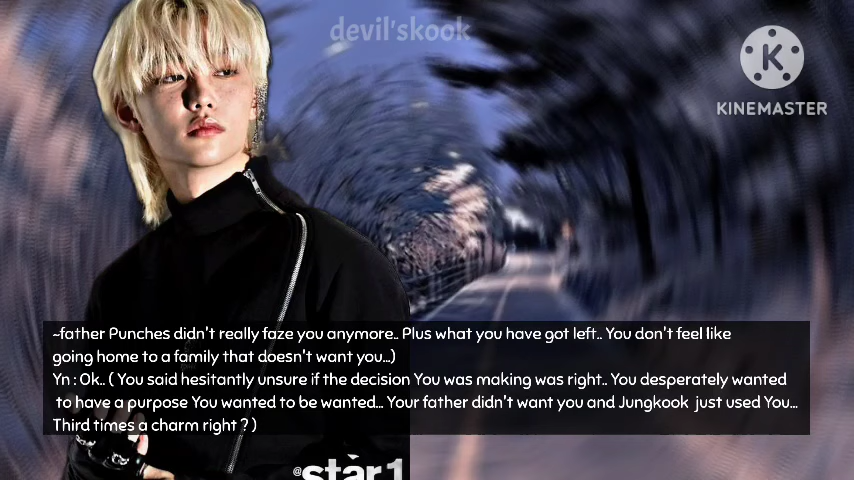 devil'skook
KINEMASTER
~father Punches didn't really faze you anymore.. Plus what you have got left.. You don't feel like
going home to a family that doesn't want you...)
Yn : Ok.. ( You said hesitantly unsure if the decision You was making was right.. You desperately wanted
to have a purpose You wanted to be wanted... Your father didn't want you and Jungkook just used You...
Third times a charm right ? )
@star1